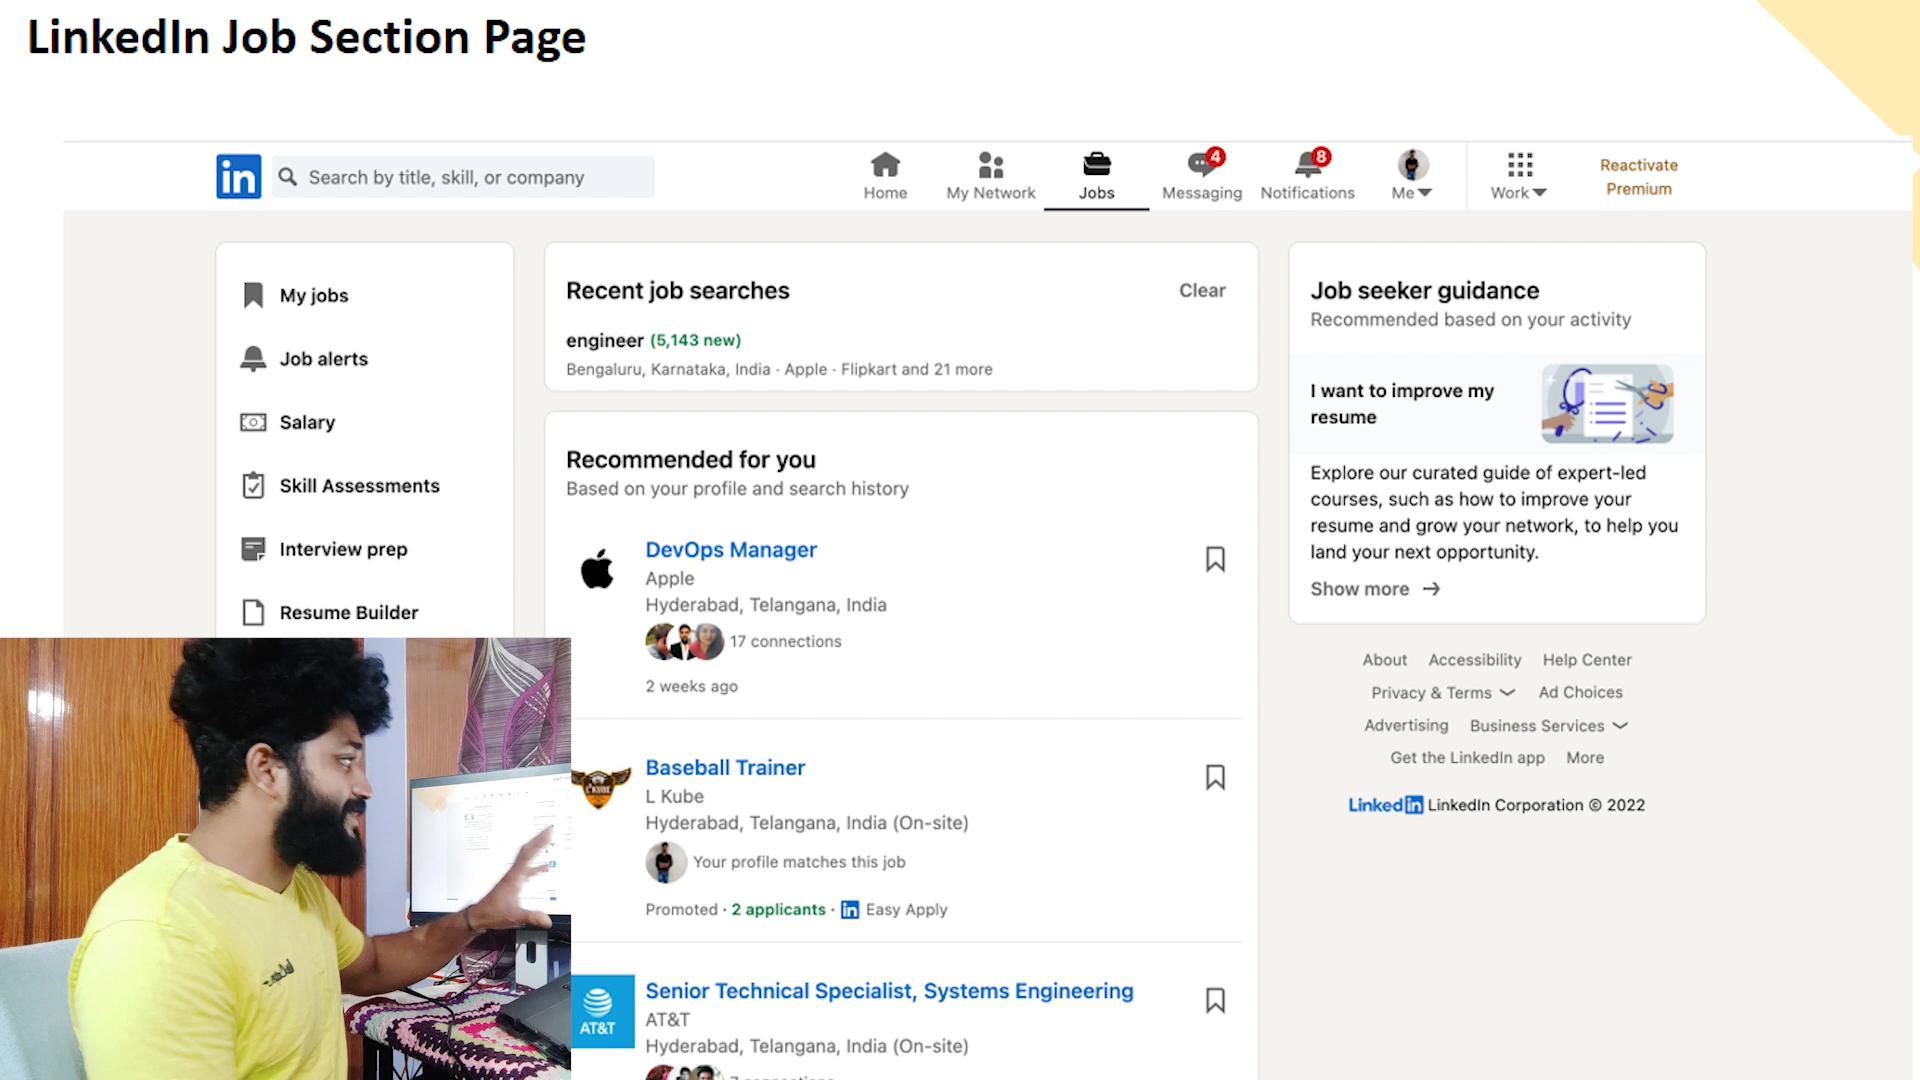 LinkedIn Job Section Page
in
Search by title, skill, or company
Home
My Network
Jobs
4
Messaging
8
Notifications
Me
Work
Reactivate
Premium
My jobs
Job alerts
Salary
Skill Assessments
Interview prep
Resume Builder
Recent job searches
Clear
engineer (5,143 new)
Bengaluru, Karnataka, India · Apple · Flipkart and 21 more
Recommended for you
Based on your profile and search history
DevOps Manager
Apple
Hyderabad, Telangana, India
17 connections
2 weeks ago
Baseball Trainer
L Kube
Hyderabad, Telangana, India (On-site)
Your profile matches this job
Promoted · 2 applicants · in Easy Apply
Senior Technical Specialist, Systems Engineering
AT&T
AT&T
Hyderabad, Telangana, India (On-site)
Job seeker guidance
Recommended based on your activity
I want to improve my
resume
Explore our curated guide of expert-led
courses, such as how to improve your
resume and grow your network, to help you
land your next opportunity.
Show more →
About Accessibility Help Center
Privacy & Terms Ad Choices
Advertising Business Services
Get the LinkedIn app More
LinkedIn LinkedIn Corporation © 2022